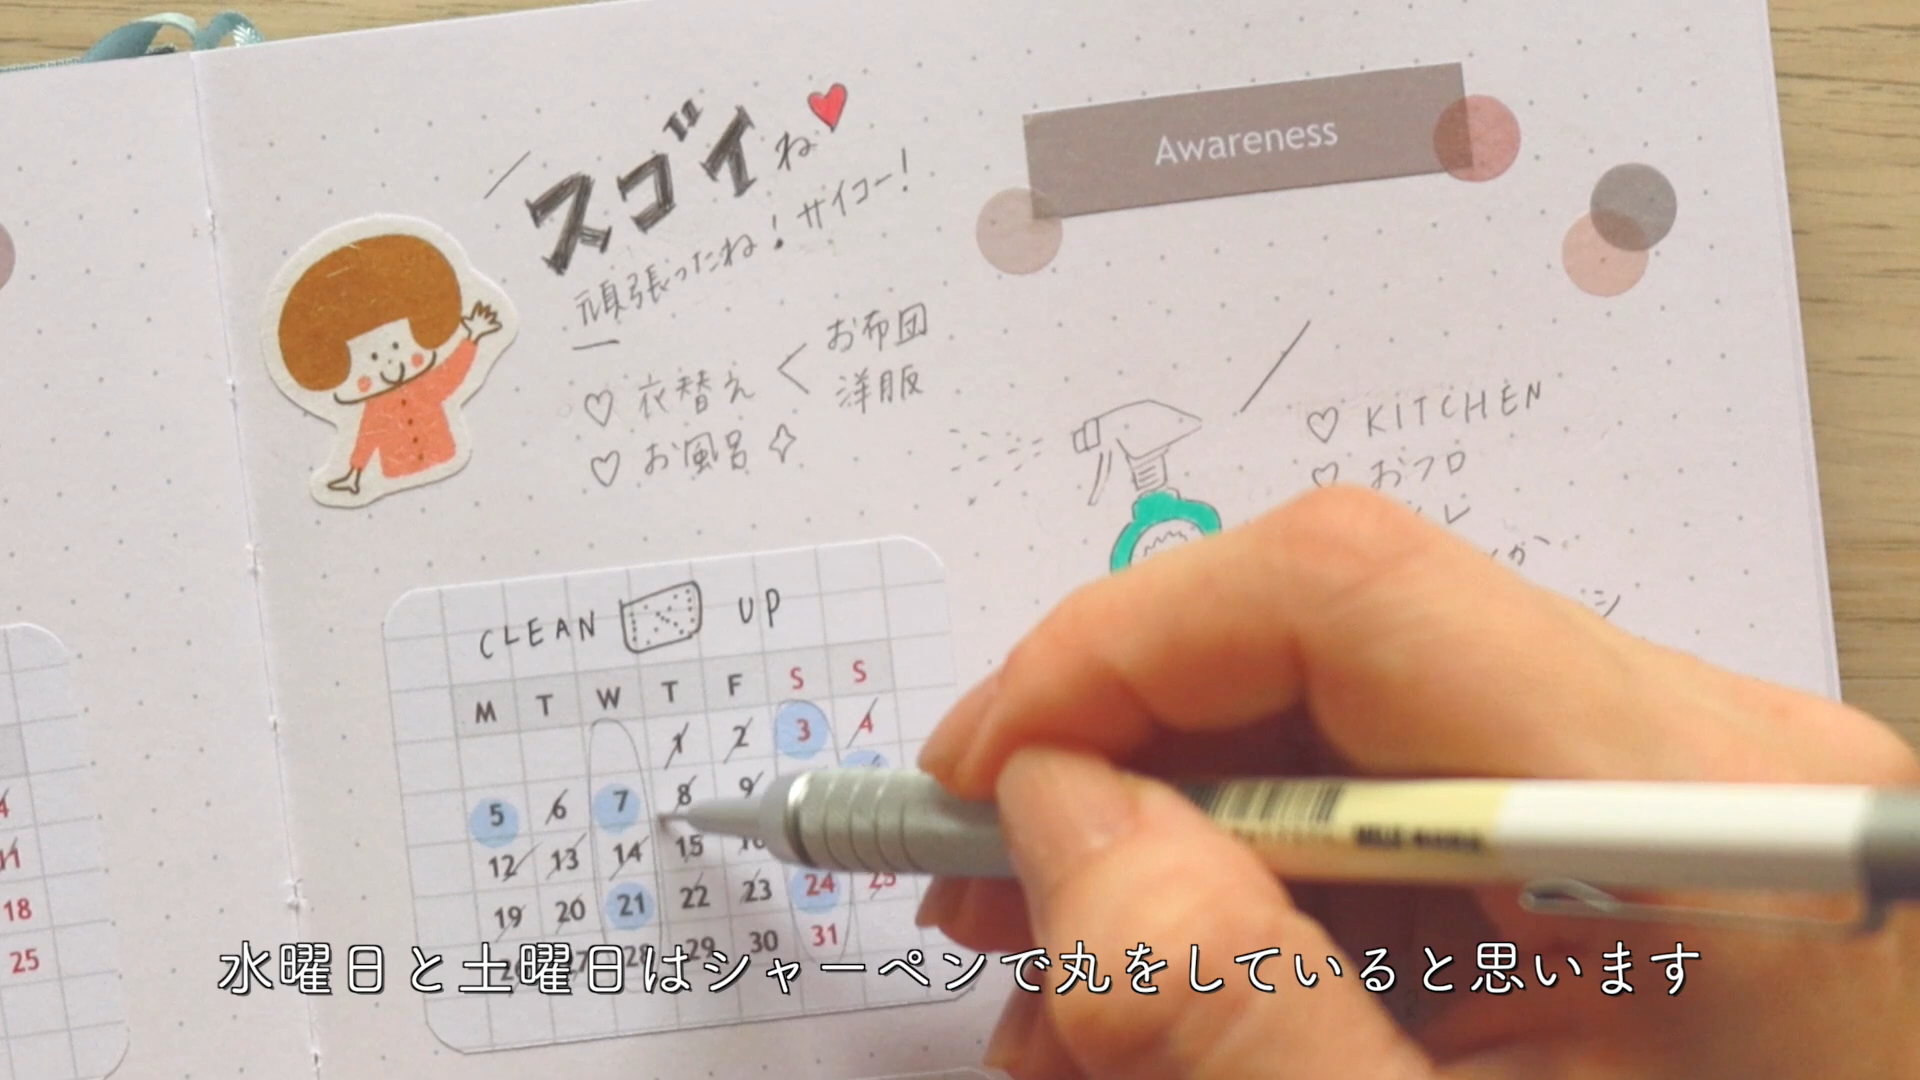 スゴイね
頑張ったね!サイコー!
衣替え
お布団
洋服
お風呂
Awareness
KITCHEN
おフロ
CLEAN UP
M T W T F S S
1 2 3 4
5 6 7 8 9
12 13 14 15
19 20 21 22 23 24 25
28 29 30 31
18
25
水曜日と土曜日はシャーペンで丸をしていると思います